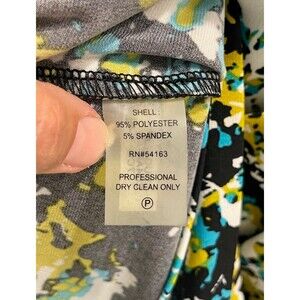 SHELL:
95% POLYESTER
5% SPANDEX
RN#54163
PROFESSIONAL
DRY CLEAN ONLY
P